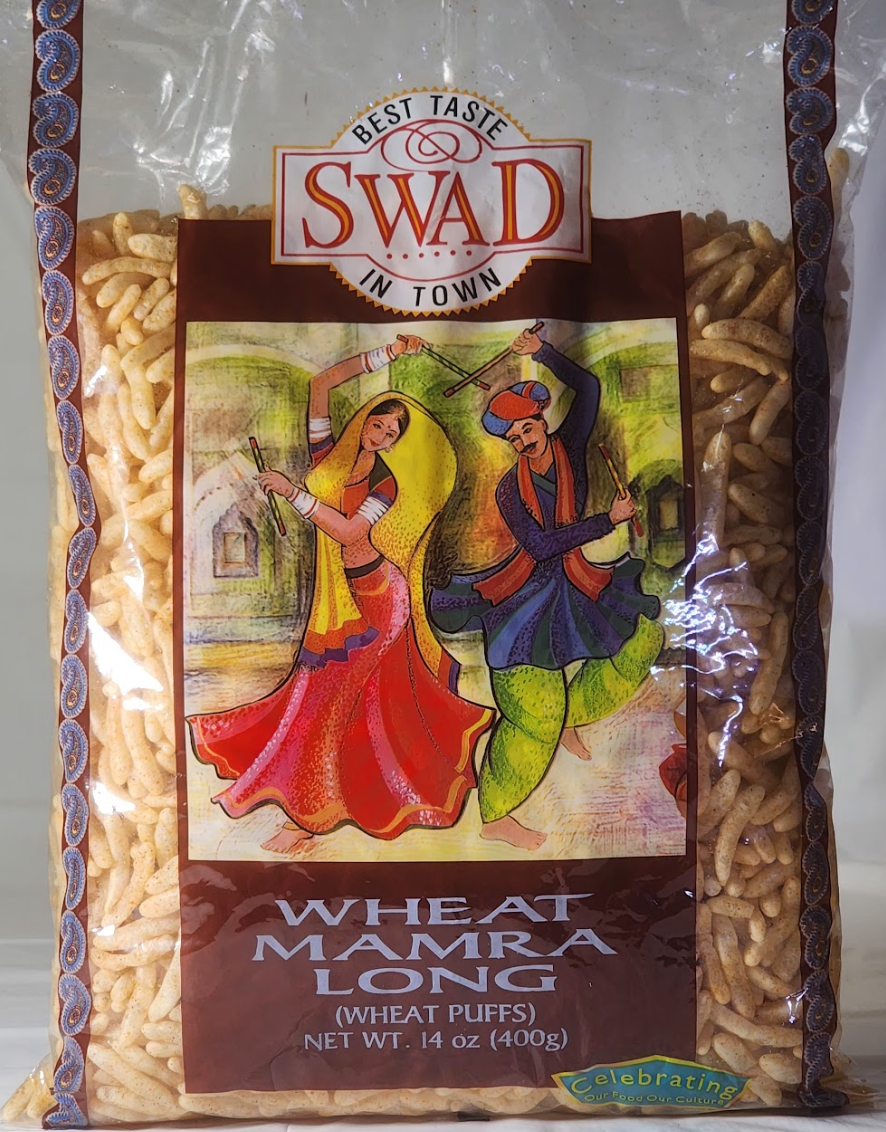 BEST TASTE
SWAD
IN TOWN
WHEAT
MAMRA
LONG
(WHEAT PUFFS)
NET WT. 14 oz (400g)
Celebrating
Our Food Our Culture